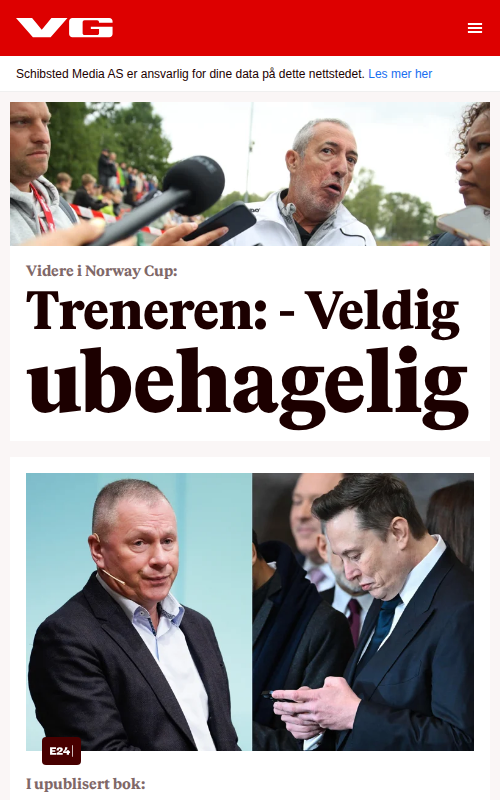 VG
Schibsted Media AS er ansvarlig for dine data på dette nettstedet. Les mer her
Videre i Norway Cup:
Treneren: - Veldig
ubehagelig
E24
I upublisert bok: